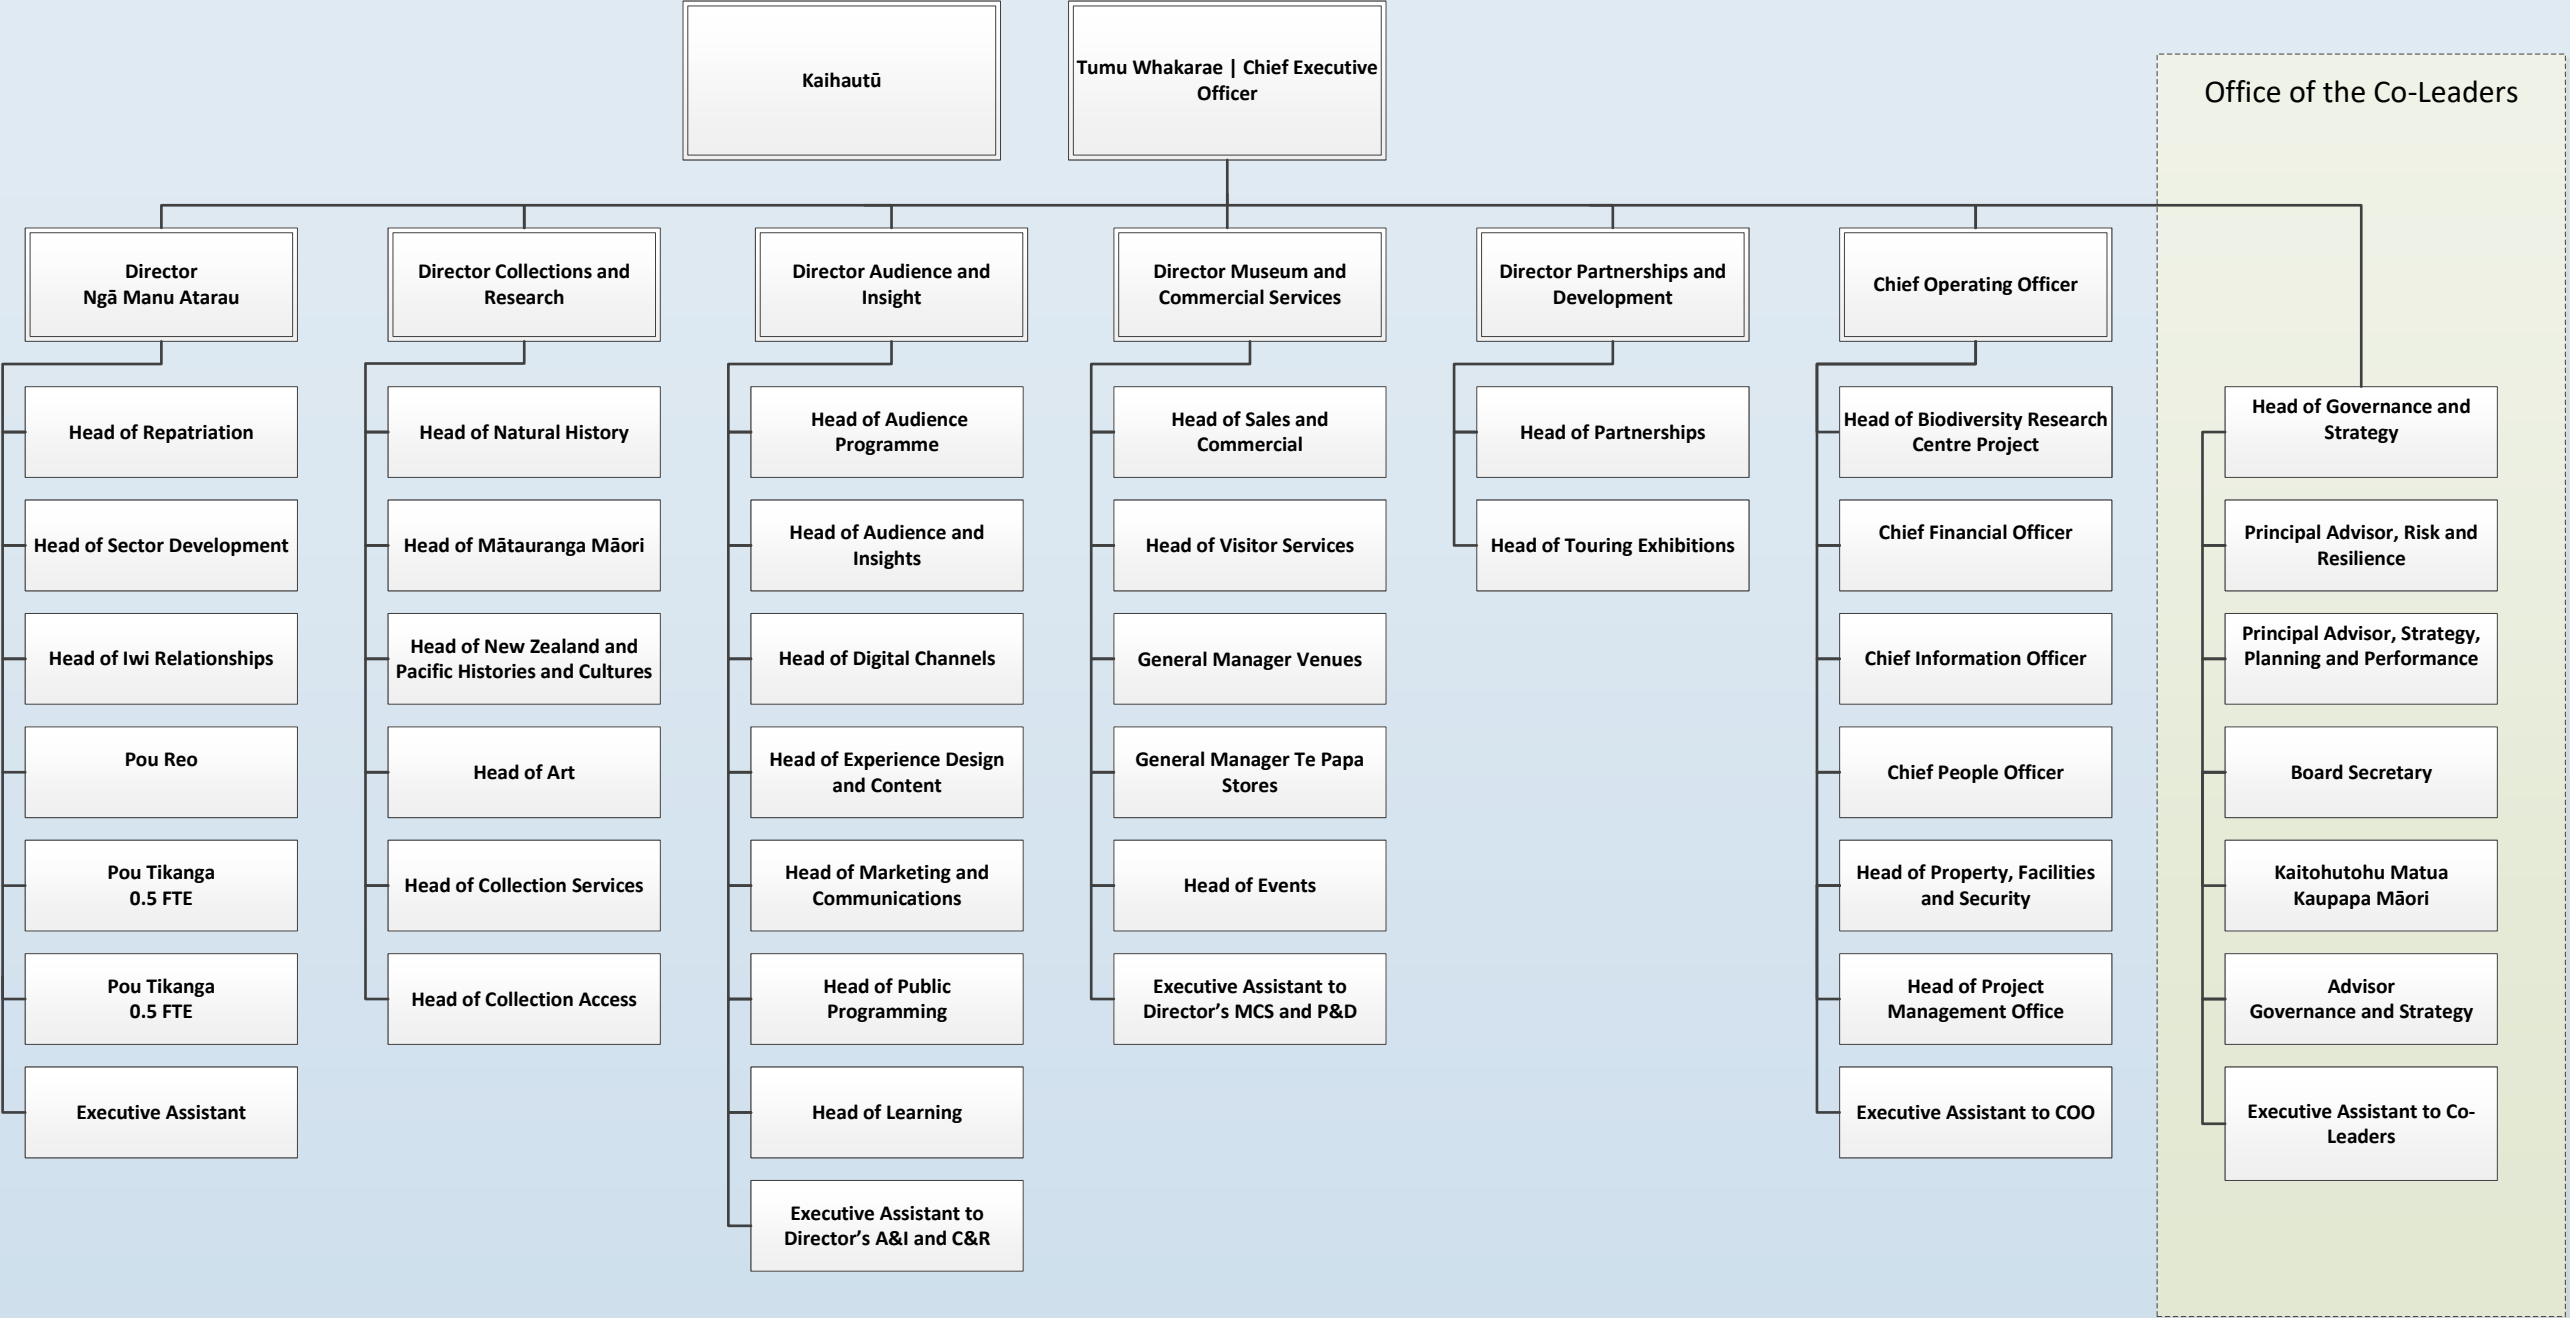 Kaihautū
Tumu Whakarae | Chief Executive
Officer
Office of the Co-Leaders
Director
Ngā Manu Atarau
Head of Repatriation
Head of Sector Development
Head of Iwi Relationships
Pou Reo
Pou Tikanga
0.5 FTE
Pou Tikanga
0.5 FTE
Executive Assistant
Director Collections and
Research
Head of Natural History
Head of Mātauranga Māori
Head of New Zealand and
Pacific Histories and Cultures
Head of Art
Head of Collection Services
Head of Collection Access
Director Audience and
Insight
Head of Audience
Programme
Head of Audience and
Insights
Head of Digital Channels
Head of Experience Design
and Content
Head of Marketing and
Communications
Head of Public
Programming
Head of Learning
Executive Assistant to
Director’s A&I and C&R
Director Museum and
Commercial Services
Head of Sales and
Commercial
Head of Visitor Services
General Manager Venues
General Manager Te Papa
Stores
Head of Events
Executive Assistant to
Director’s MCS and P&D
Director Partnerships and
Development
Head of Partnerships
Head of Touring Exhibitions
Chief Operating Officer
Head of Biodiversity Research
Centre Project
Chief Financial Officer
Chief Information Officer
Chief People Officer
Head of Property, Facilities
and Security
Head of Project
Management Office
Executive Assistant to COO
Head of Governance and
Strategy
Principal Advisor, Risk and
Resilience
Principal Advisor, Strategy,
Planning and Performance
Board Secretary
Kaitohutohu Matua
Kaupapa Māori
Advisor
Governance and Strategy
Executive Assistant to Co-
Leaders